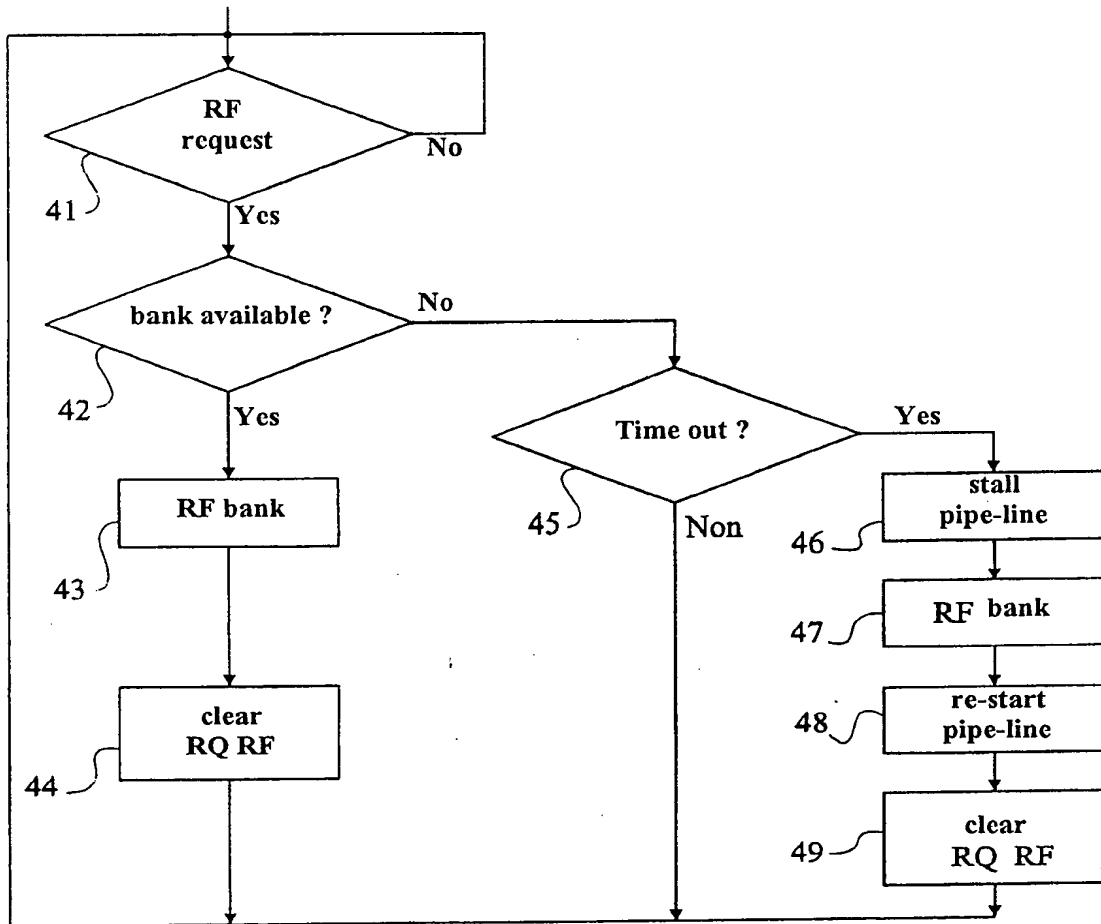 RF
request
No
41
Yes
bank available ?
No
42
Yes
Time out ?
Yes
45
Non
RF bank
43
stall
pipe-line
46
RF bank
47
clear
RQ RF
44
re-start
pipe-line
48
clear
RQ RF
49